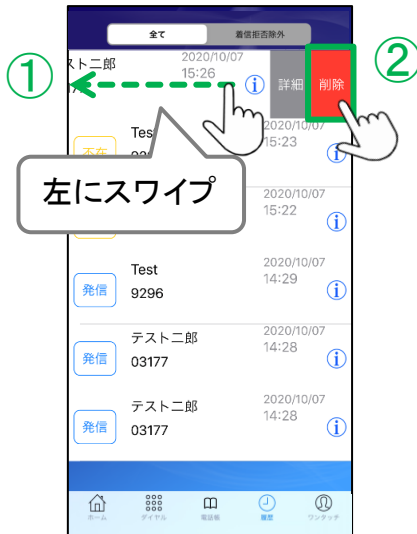 全て 着信拒否除外
① ②
スト二郎 2020/10/07
15:26
詳細 削除
Test 2020/10/07
不在 15:23
左にスワイプ
2020/10/07
15:22
Test 2020/10/07
発信 9296 14:29
テスト二郎 2020/10/07
発信 03177 14:28
テスト二郎 2020/10/07
発信 03177 14:28
ホーム ダイヤル 電話帳 履歴 ワンタッチ